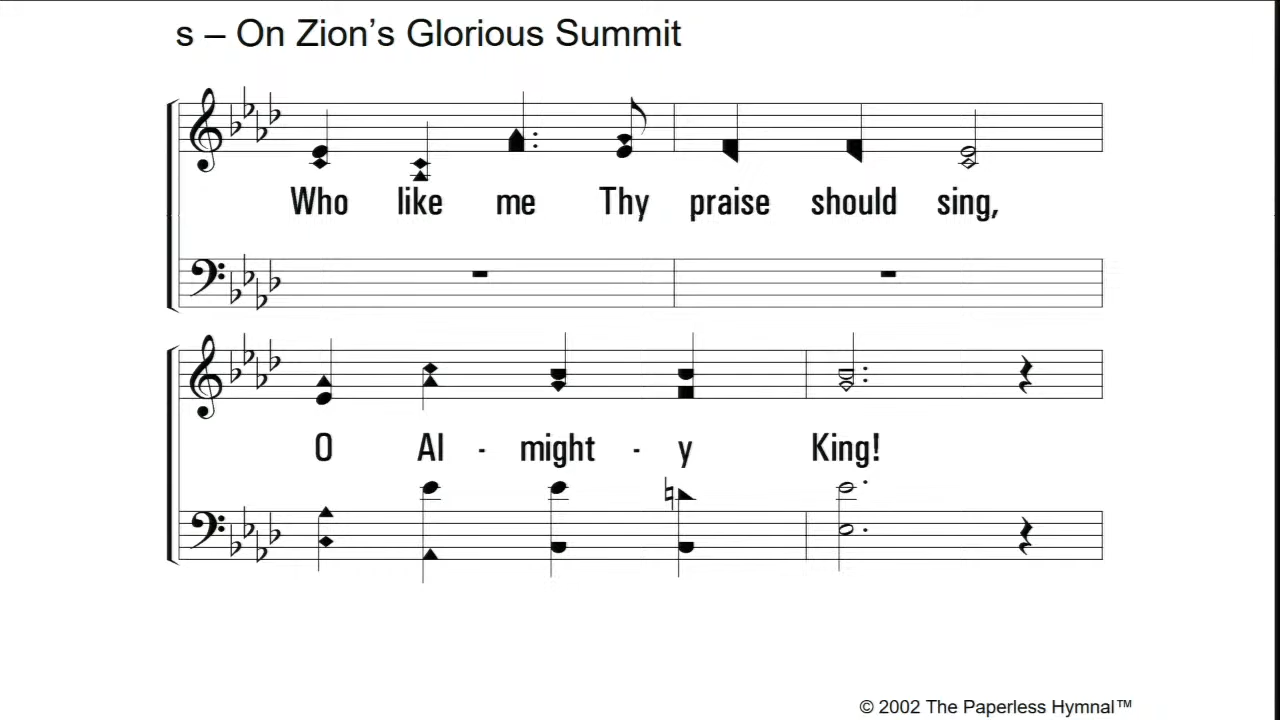 s – On Zion’s Glorious Summit
Who like me Thy praise should sing,
O Al - might - y King!
© 2002 The Paperless Hymnal™